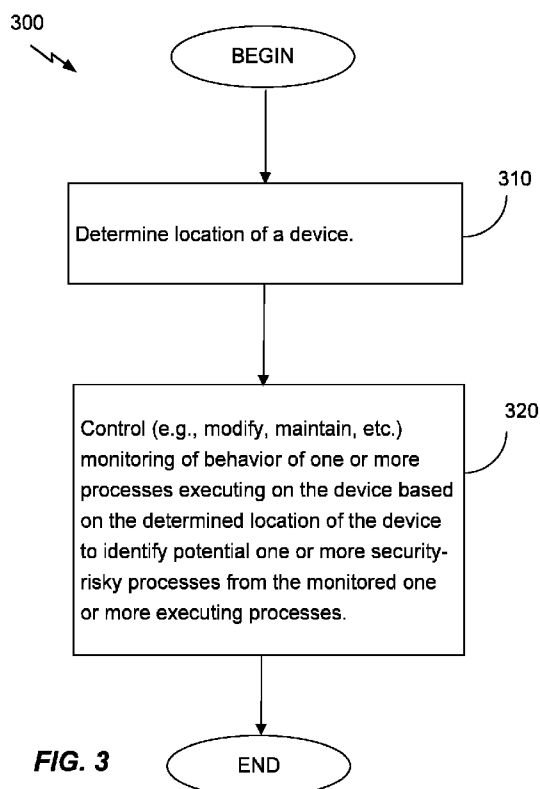 300
BEGIN
310
Determine location of a device.
320
Control (e.g., modify, maintain, etc.)
monitoring of behavior of one or more
processes executing on the device based
on the determined location of the device
to identify potential one or more security-
risky processes from the monitored one
or more executing processes.
FIG. 3
END